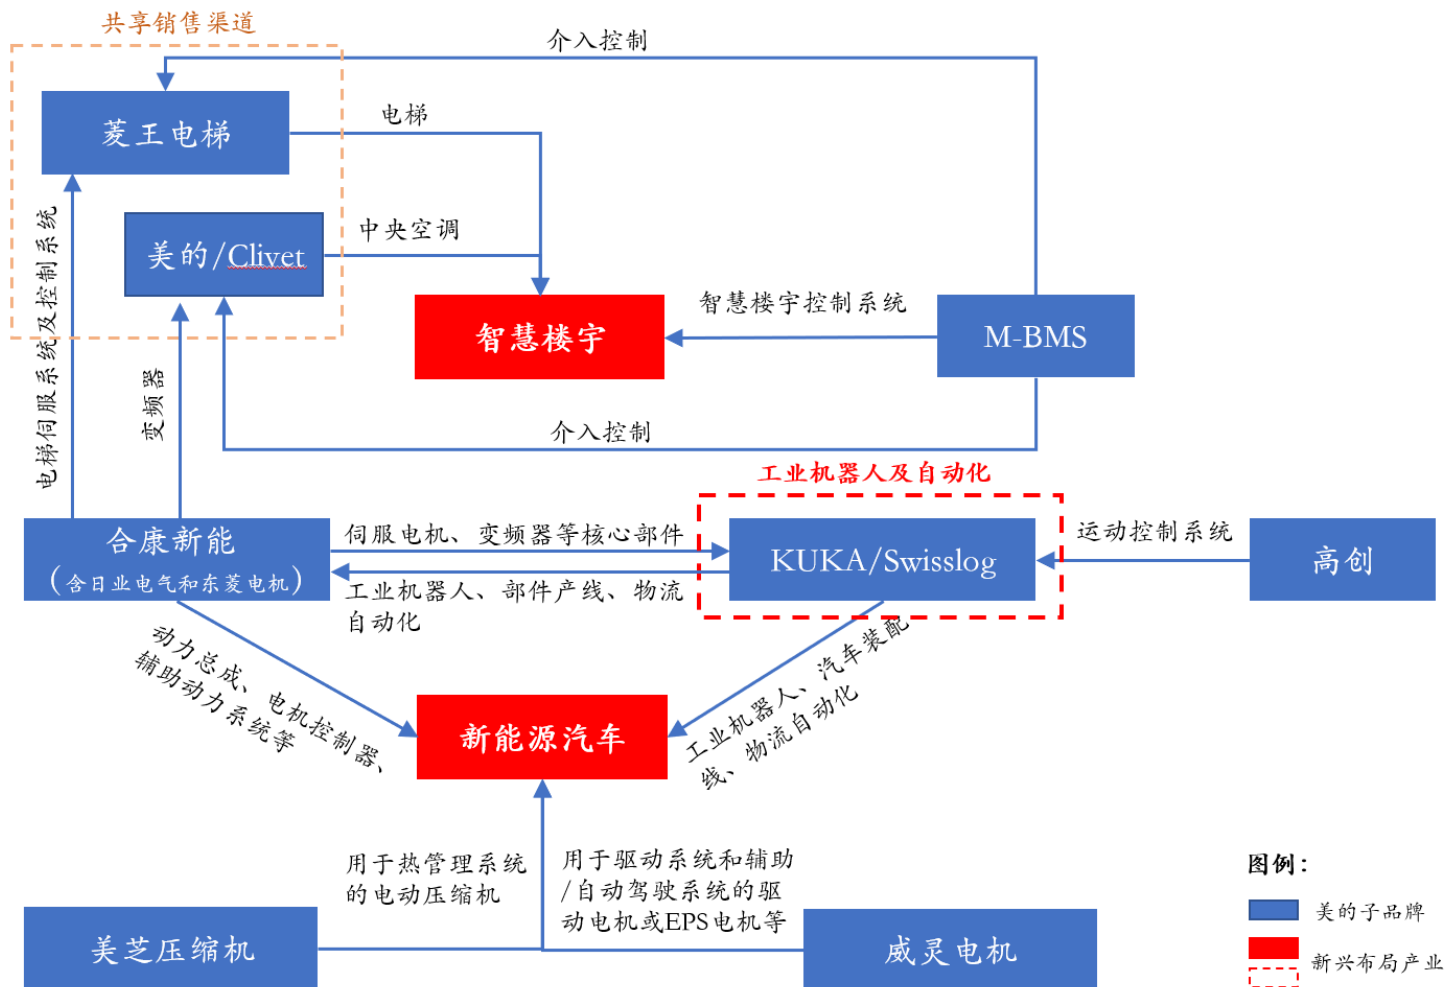 共享销售渠道
介入控制
菱王电梯
电梯
美的/Clivet
中央空调
智慧楼宇
智慧楼宇控制系统
M-BMS
电梯伺服系统及控制系统
变频器
介入控制
工业机器人及自动化
合康新能
（含日业电气和东菱电机）
伺服电机、变频器等核心部件
工业机器人、部件产线、物流
自动化
KUKA/Swisslog
运动控制系统
高创
动力总成、电机控制器、
辅助动力系统等
新能源汽车
工业机器人、汽车装配
线、物流自动化
用于热管理系统
的电动压缩机
用于驱动系统和辅助
/自动驾驶系统的驱
动电机或EPS电机等
美芝压缩机
威灵电机
图例：
美的子品牌
新兴布局产业